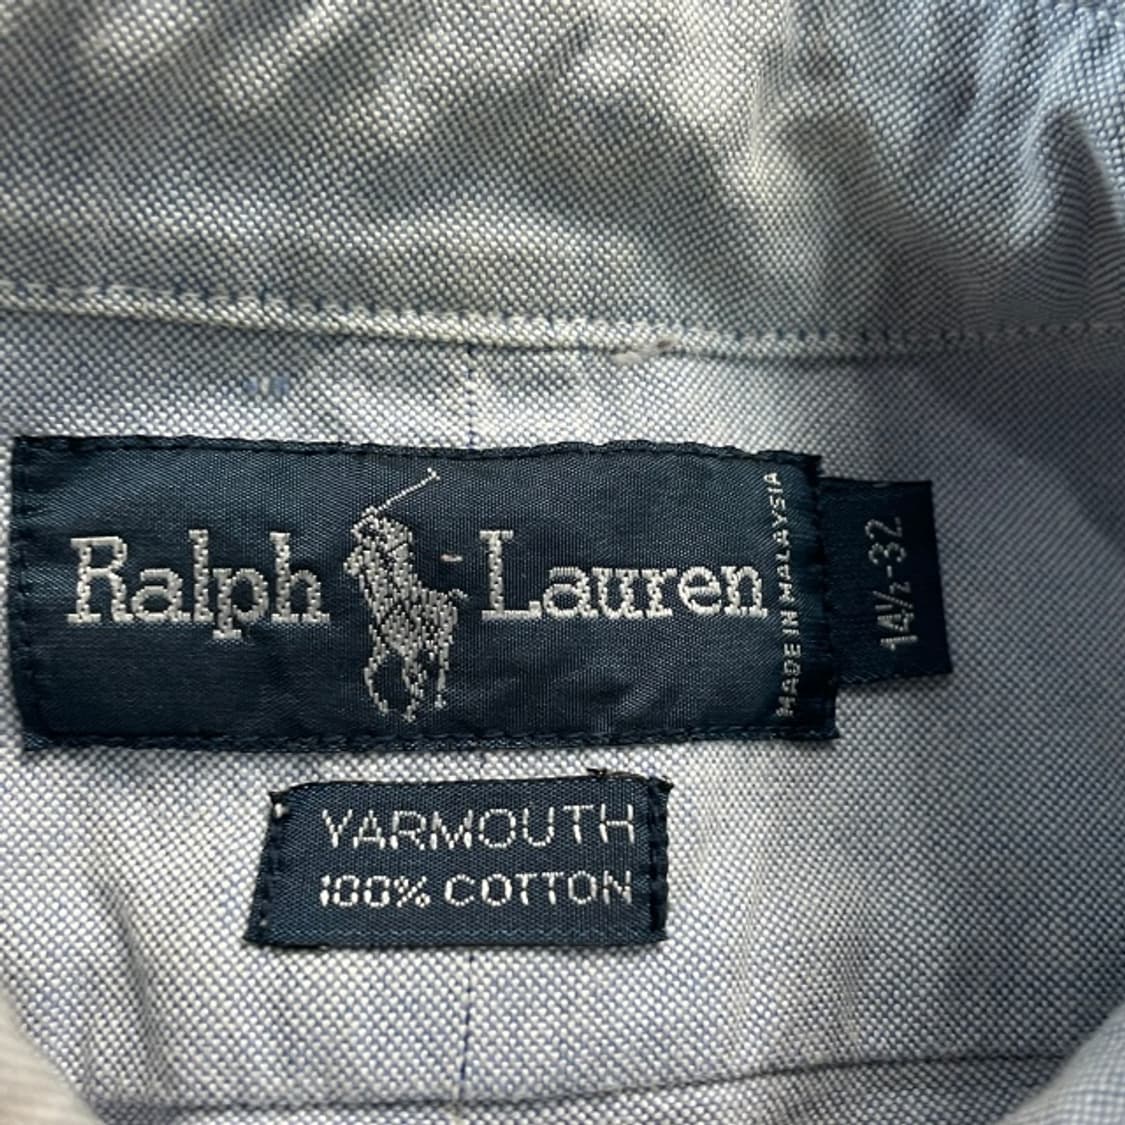 Ralph Lauren
MADE IN MALAYSIA
14½-32
YARMOUTH
100% COTTON